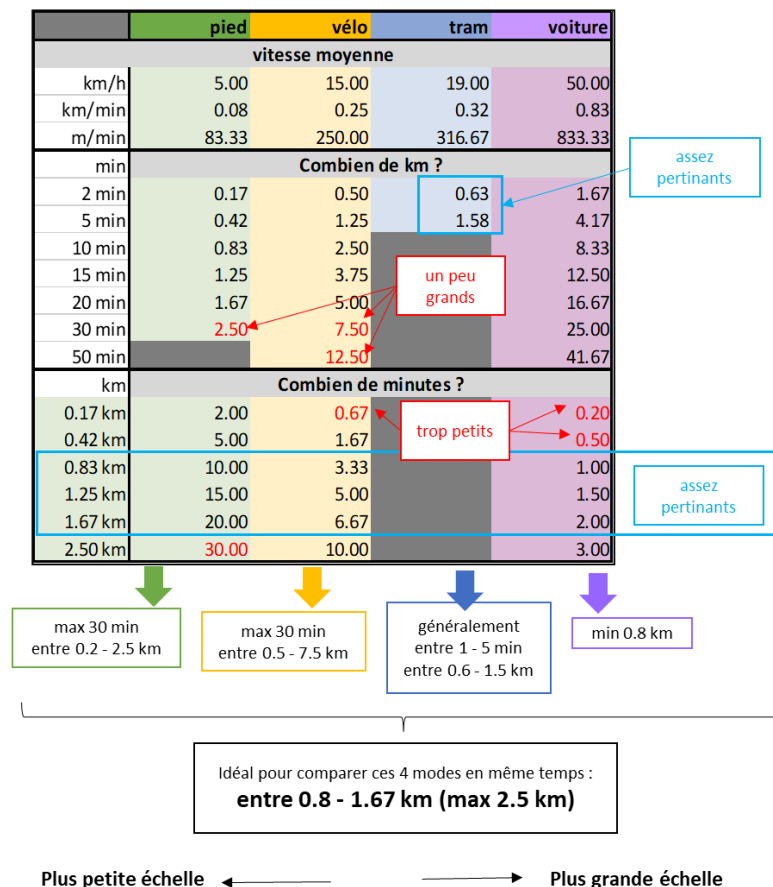 pied vélo tram voiture
vitesse moyenne
km/h 5.00 15.00 19.00 50.00
km/min 0.08 0.25 0.32 0.83
m/min 83.33 250.00 316.67 833.33
min Combien de km ?
2 min 0.17 0.50 0.63 1.67
5 min 0.42 1.25 1.58 4.17
10 min 0.83 2.50 8.33
15 min 1.25 3.75 12.50
20 min 1.67 5.00 16.67
30 min 2.50 7.50 25.00
50 min 12.50 41.67
assez
pertinants
un peu
grands
km Combien de minutes ?
0.17 km 2.00 0.67 0.20
0.42 km 5.00 1.67 0.50
0.83 km 10.00 3.33 1.00
1.25 km 15.00 5.00 1.50
1.67 km 20.00 6.67 2.00
2.50 km 30.00 10.00 3.00
trop petits
assez
pertinants
max 30 min
entre 0.2 - 2.5 km
max 30 min
entre 0.5 - 7.5 km
généralement
entre 1 - 5 min
entre 0.6 - 1.5 km
min 0.8 km
Idéal pour comparer ces 4 modes en même temps :
entre 0.8 - 1.67 km (max 2.5 km)
Plus petite échelle Plus grande échelle